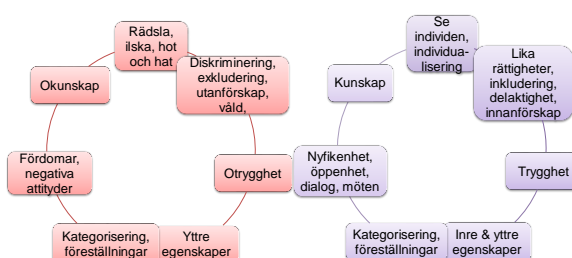 Rädsla,
ilska, hot
och hat
Diskriminering,
exkludering,
utanförskap,
våld,
Otrygghet
Yttre
egenskaper
Kategorisering,
föreställningar
Fördomar,
negativa
attityder
Okunskap
Se
individen,
individua-
lisering
Lika
rättigheter,
inkludering,
delaktighet,
innanförskap
Trygghet
Inre & yttre
egenskaper
Kategorisering,
föreställningar
Nyfikenhet,
öppenhet,
dialog, möten
Kunskap